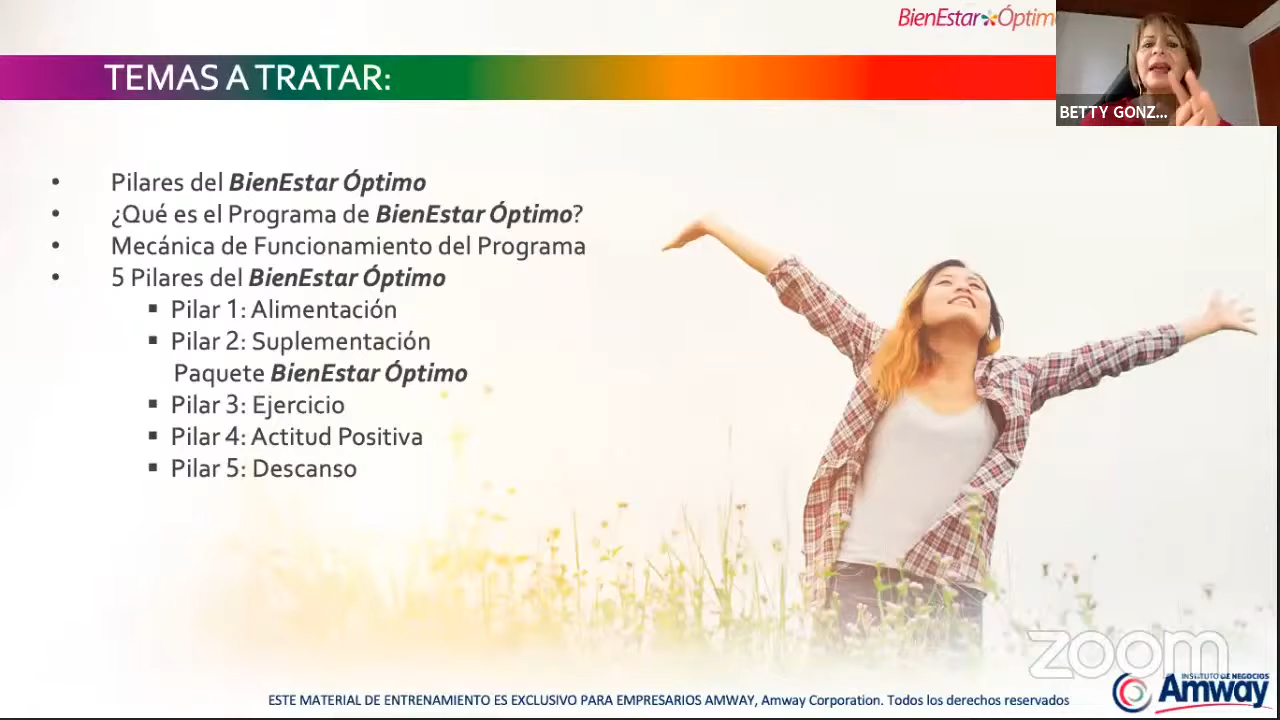 BienEstar Óptim
TEMAS A TRATAR:
BETTY GONZ...
• Pilares del BienEstar Óptimo
• ¿Qué es el Programa de BienEstar Óptimo?
• Mecánica de Funcionamiento del Programa
• 5 Pilares del BienEstar Óptimo
▪ Pilar 1: Alimentación
▪ Pilar 2: Suplementación
Paquete BienEstar Óptimo
▪ Pilar 3: Ejercicio
▪ Pilar 4: Actitud Positiva
▪ Pilar 5: Descanso
zoom
INSTITUTO DE NEGOCIOS
Amway
ESTE MATERIAL DE ENTRENAMIENTO ES EXCLUSIVO PARA EMPRESARIOS AMWAY, Amway Corporation. Todos los derechos reservados